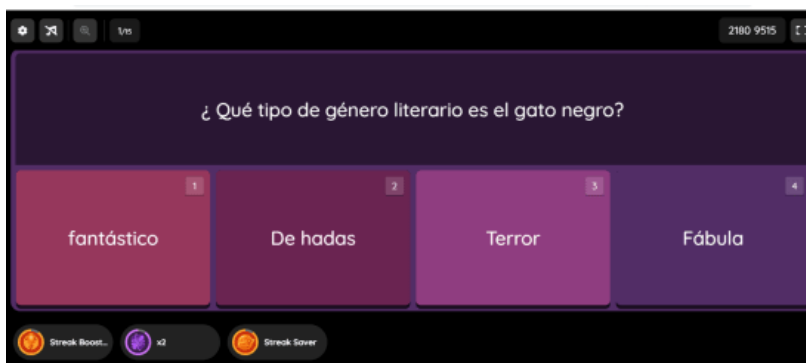 1/15
2180 9515
¿ Qué tipo de género literario es el gato negro?
1
fantástico
2
De hadas
3
Terror
4
Fábula
Streak Boost...
x2
Streak Saver